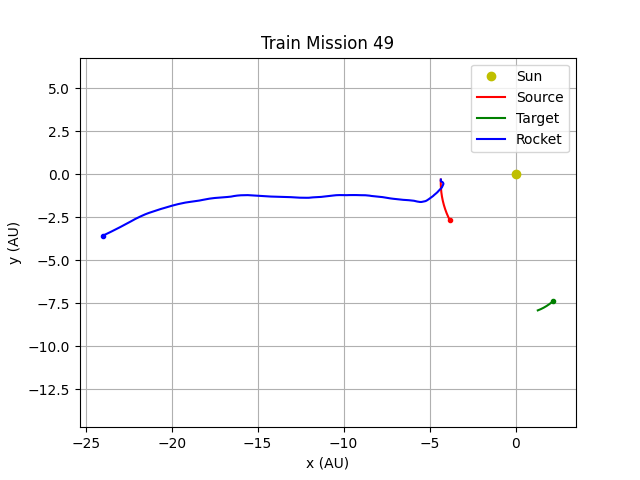 Train Mission 49
Sun
Source
Target
Rocket
y (AU)
5.0
2.5
0.0
−2.5
−5.0
−7.5
−10.0
−12.5
−25 −20 −15 −10 −5 0
x (AU)